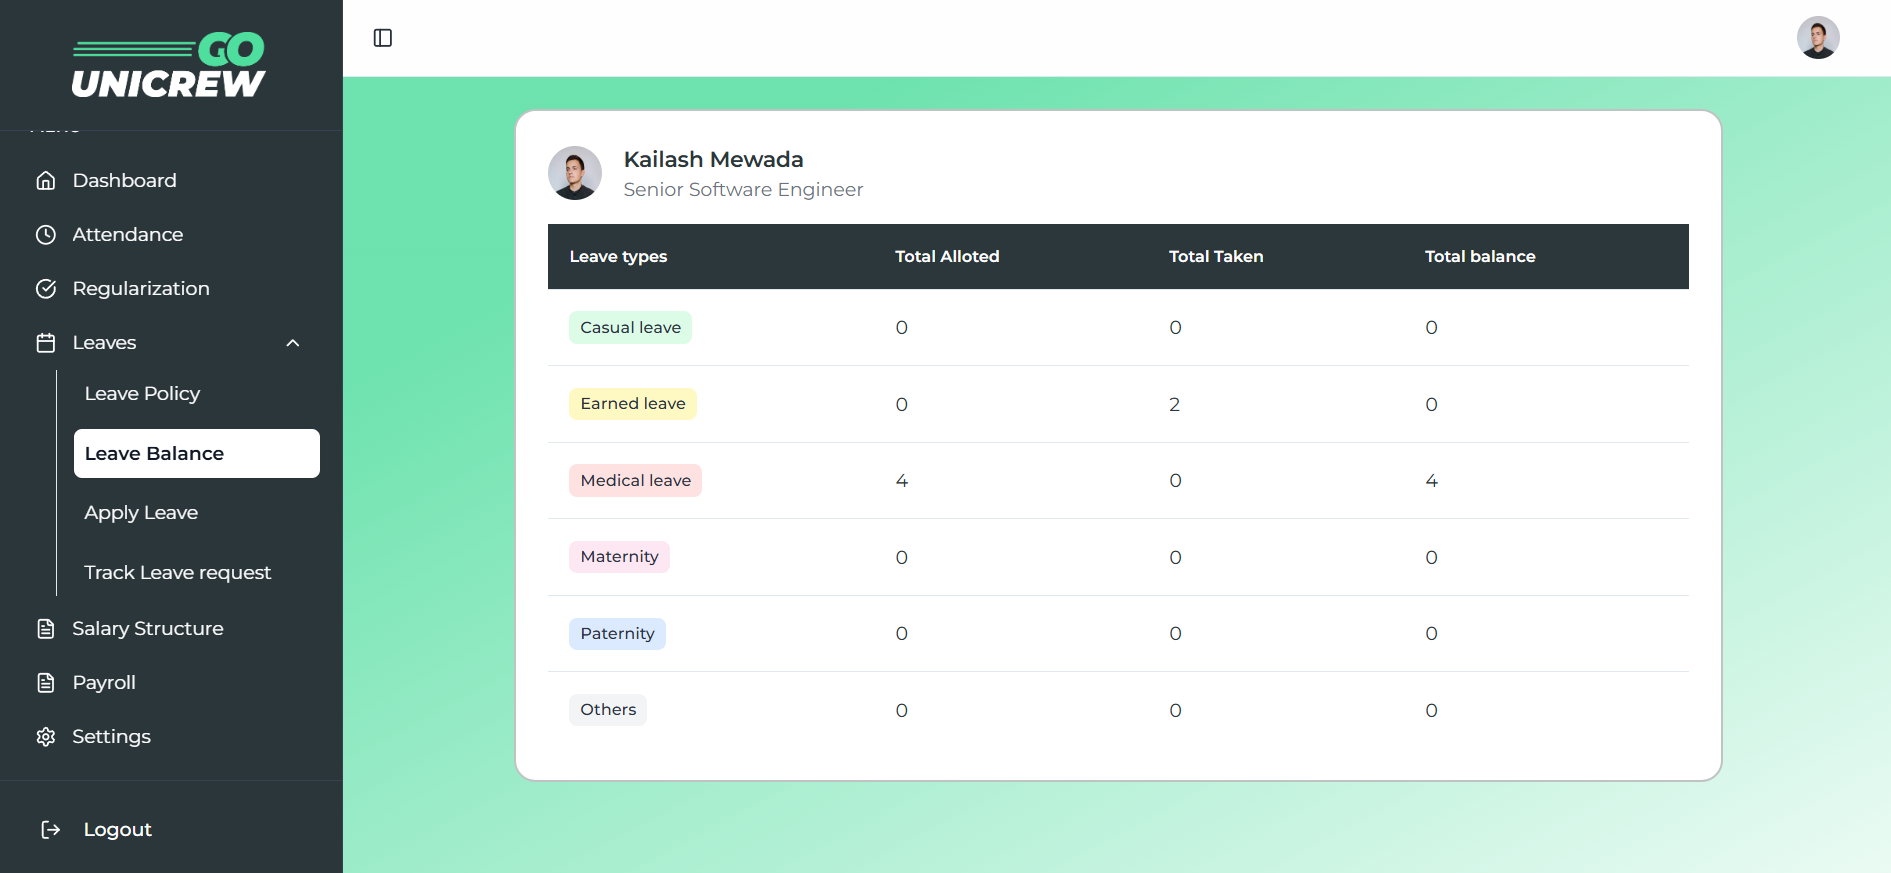 GO
UNICREW
Dashboard
Attendance
Regularization
Leaves
Leave Policy
Leave Balance
Apply Leave
Track Leave request
Salary Structure
Payroll
Settings
Logout
Kailash Mewada
Senior Software Engineer
Leave types Total Alloted Total Taken Total balance
Casual leave 0 0 0
Earned leave 0 2 0
Medical leave 4 0 4
Maternity 0 0 0
Paternity 0 0 0
Others 0 0 0